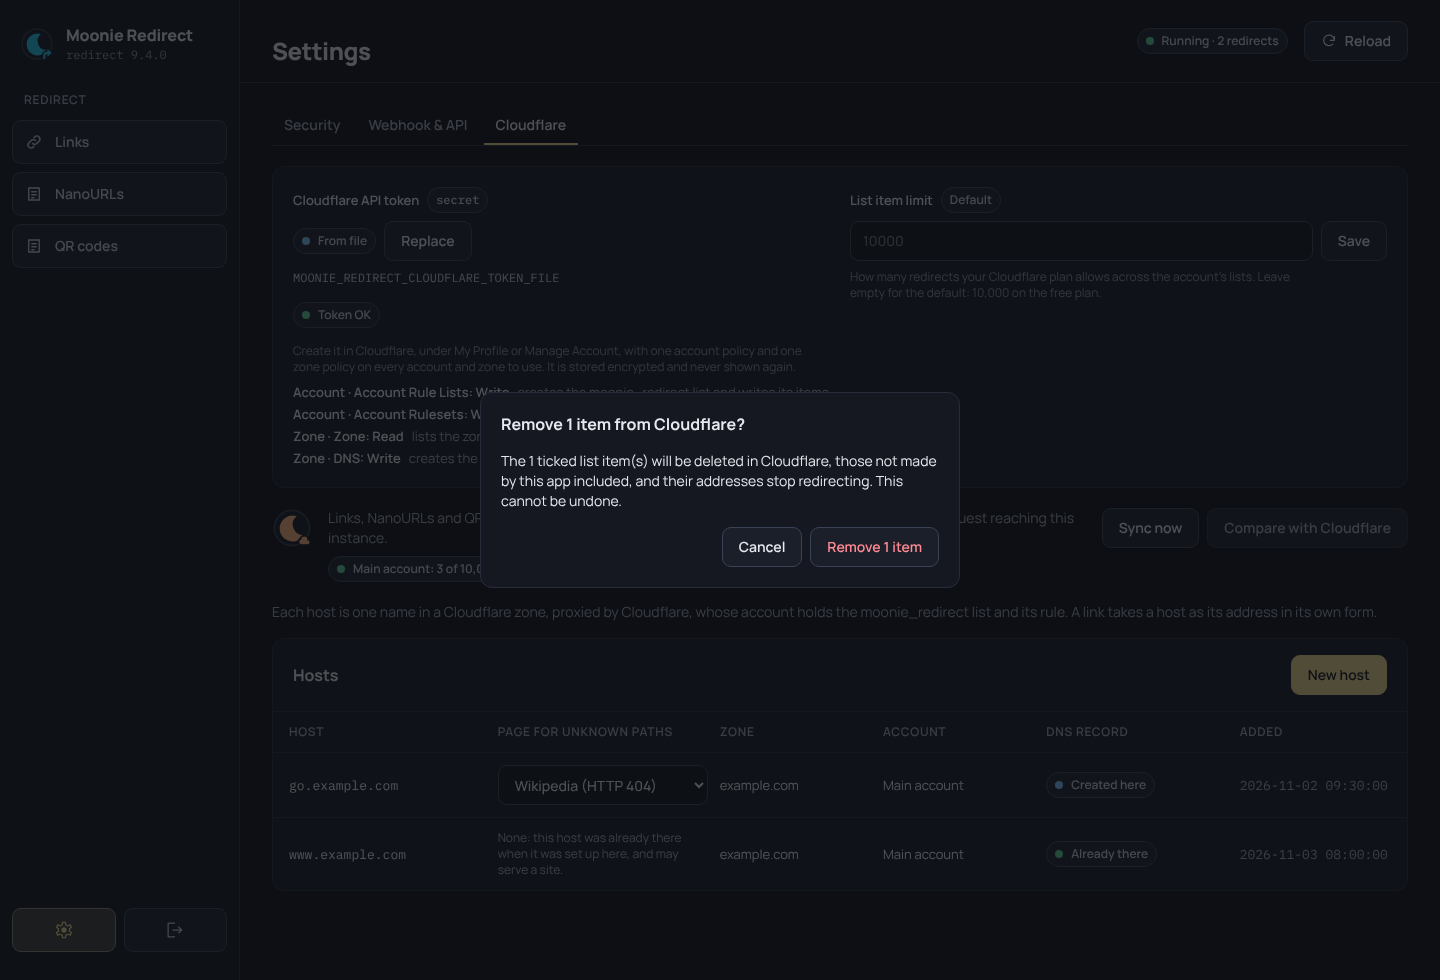 Moonie Redirect
redirect 9.4.0
REDIRECT
Links
NanoURLs
QR codes
Settings
Running · 2 redirects
Reload
Security
Webhook & API
Cloudflare
Cloudflare API token
secret
From file
Replace
MOONIE_REDIRECT_CLOUDFLARE_TOKEN_FILE
Token OK
Create it in Cloudflare, under My Profile or Manage Account, with one account policy and one
zone policy on every account and zone to use. It is stored encrypted and never shown again.
Account · Account Rule Lists: Write creates the moonie_redirect list and writes its items
Account · Account Rulesets: W
Zone · Zone: Read lists the zon
Zone · DNS: Write creates the
List item limit
Default
10000
Save
How many redirects your Cloudflare plan allows across the account's lists. Leave
empty for the default: 10,000 on the free plan.
Remove 1 item from Cloudflare?
The 1 ticked list item(s) will be deleted in Cloudflare, those not made
by this app included, and their addresses stop redirecting. This
cannot be undone.
Cancel
Remove 1 item
Links, NanoURLs and QR
uest reaching this
instance.
Main account: 3 of 10,0
Sync now
Compare with Cloudflare
Each host is one name in a Cloudflare zone, proxied by Cloudflare, whose account holds the moonie_redirect list and its rule. A link takes a host as its address in its own form.
Hosts
New host
HOST
PAGE FOR UNKNOWN PATHS
ZONE
ACCOUNT
DNS RECORD
ADDED
go.example.com
Wikipedia (HTTP 404)
example.com
Main account
Created here
2026-11-02 09:30:00
www.example.com
None: this host was already there
when it was set up here, and may
serve a site.
example.com
Main account
Already there
2026-11-03 08:00:00